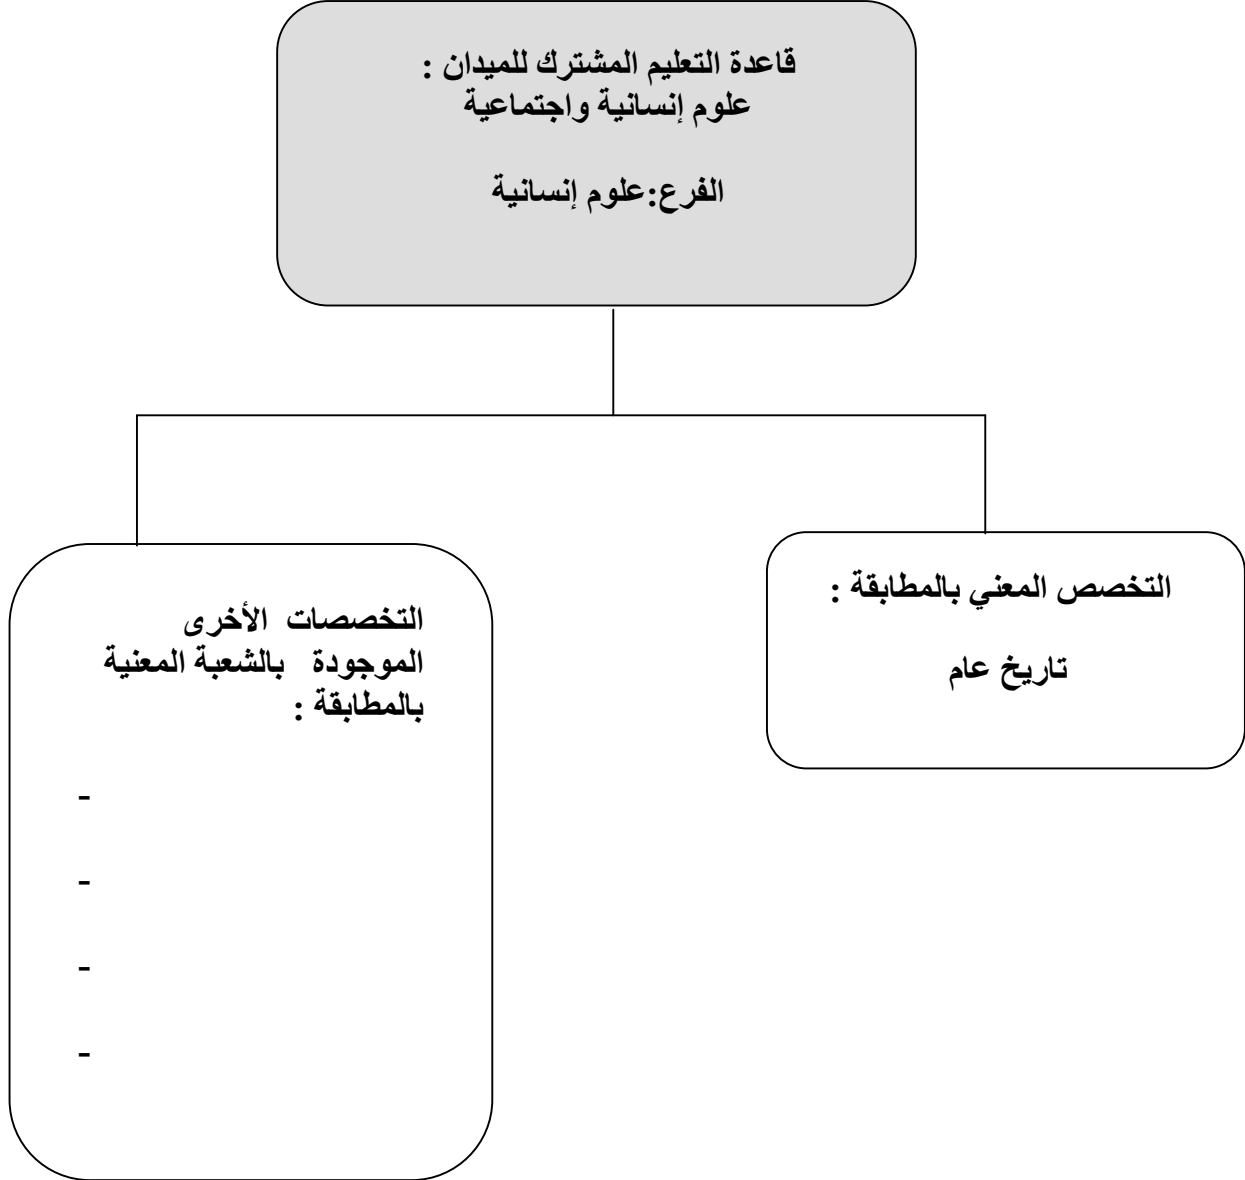 قاعدة التعليم المشترك للميدان :
علوم إنسانية واجتماعية
الفرع:علوم إنسانية
التخصص المعني بالمطابقة :
تاريخ عام
التخصصات الأخرى
الموجودة بالشعبة المعنية
بالمطابقة :
-
-
-
-